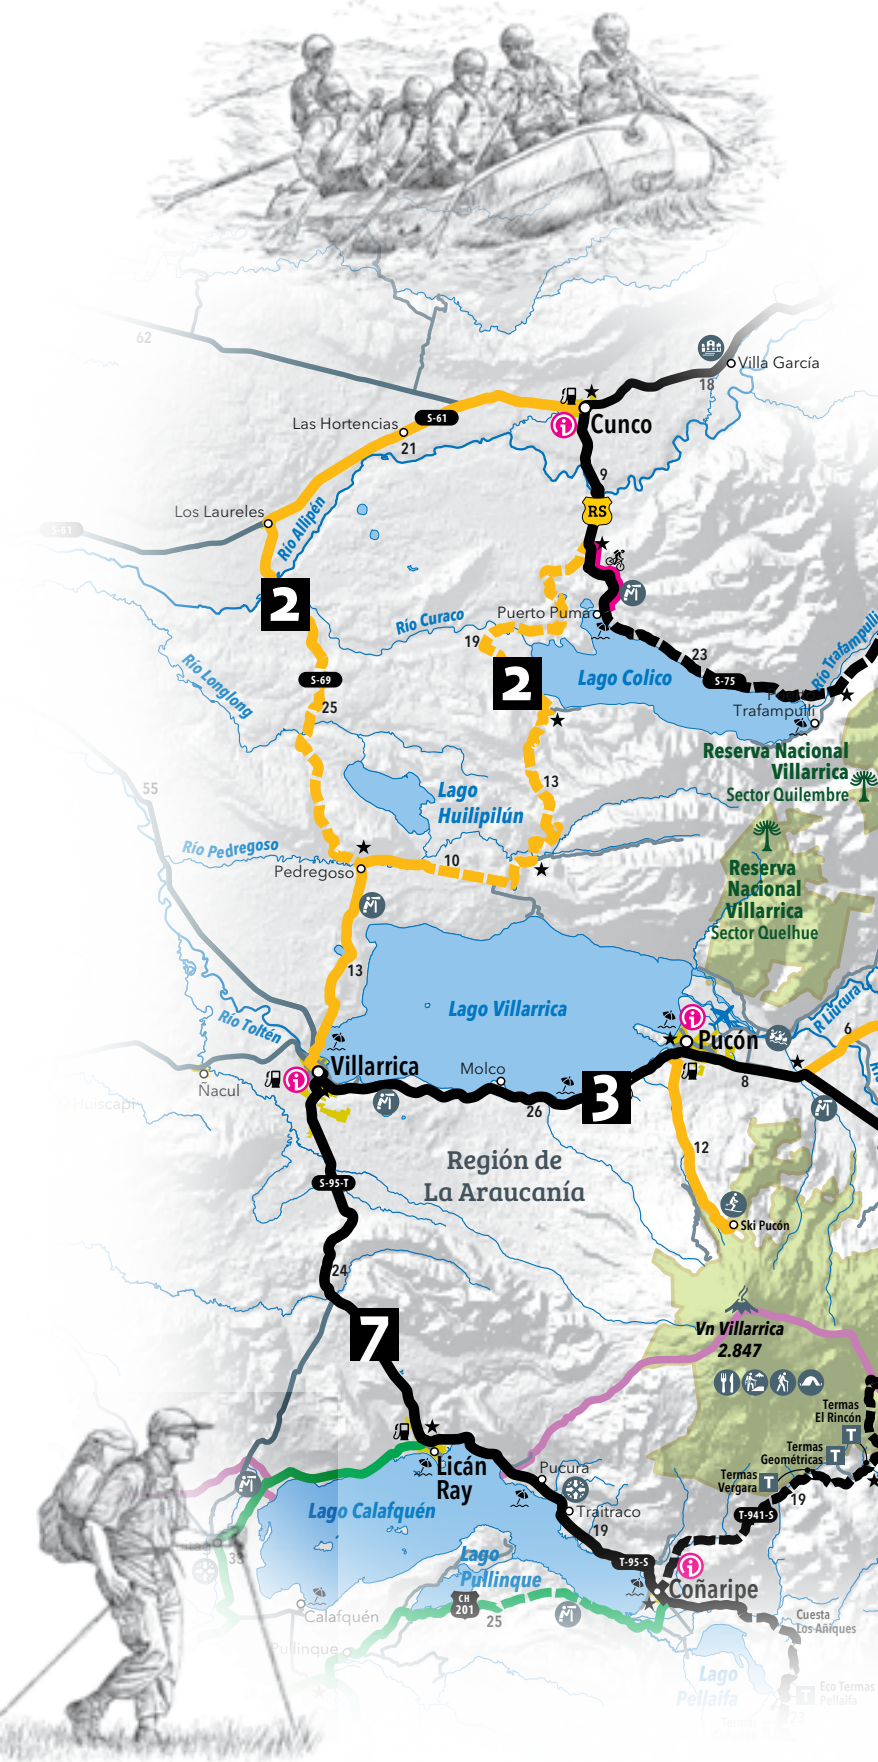 62
Villa García
18
Las Hortencias
S-61
21
Cunco
9
Los Laureles
S-61
Río Allipén
RS
2
Río Curaco
Puerto Puma
19
23
S-69
25
2
Lago Colico
S-75
Río Trafampulli
Trafampulli
Río Longlong
Reserva Nacional
Villarrica
Sector Quilembre
55
Lago
Huilipilún
13
Río Pedregoso
10
Pedregoso
Reserva
Nacional
Villarrica
Sector Quelhue
13
Lago Villarrica
R Liucura
Río Toltén
6
Pucón
Villarrica
Molco
Ñacul
Huiscapi
3
26
8
12
Región de
La Araucanía
S-95-T
Ski Pucón
24
7
Vn Villarrica
2.847
Termas
El Rincón
T
Termas
Geométricas
T
Termas
Vergara
T
19
T-941-S
Licán
Ray
Pucura
Traitraco
Lago Calafquén
19
T-95-S
33
Lago
Pullinque
Coñaripe
CH
201
25
Calafquén
Pullinque
Cuesta
Los Añiques
Lago
Pellaifa
T
Eco Termas
Pellaifa
23